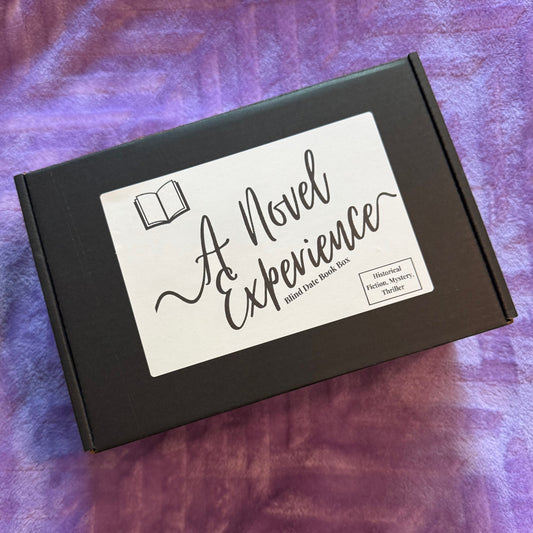 A Novel
Experience
Blind Date Book Box
Historical
Fiction, Mystery,
Thriller